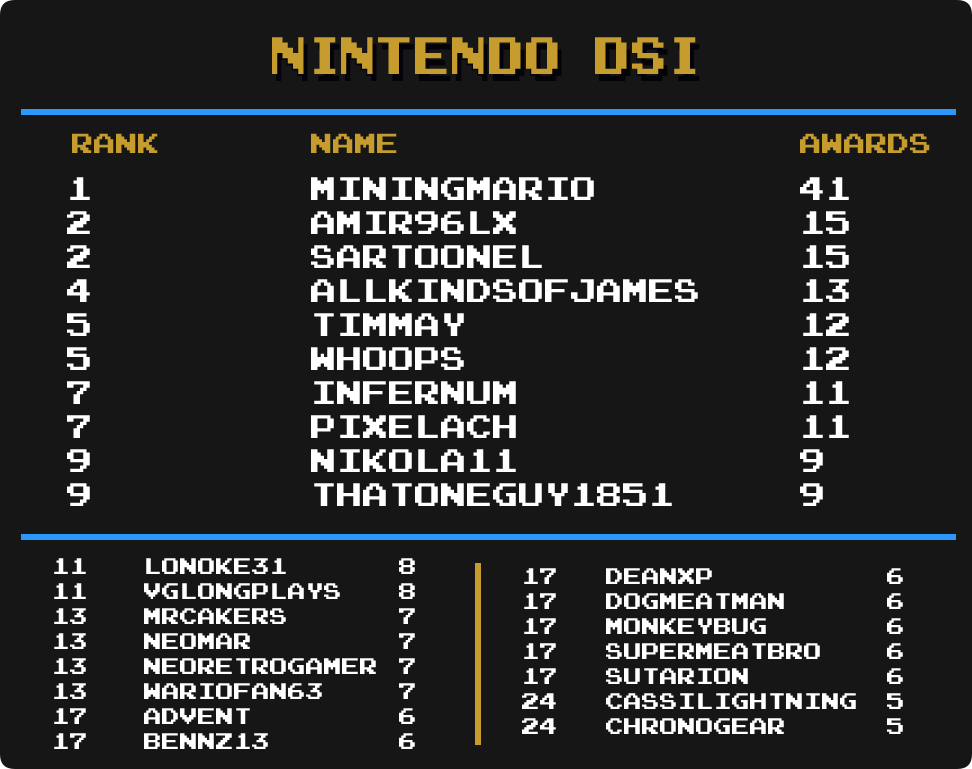 NINTENDO DSI
RANK NAME AWARDS
1 MININGMARIO 41
2 AMIR96LX 15
2 SARTOONEL 15
4 ALLKINDSOFJAMES 13
5 TIMMAY 12
5 WHOOPS 12
7 INFERNUM 11
7 PIXELACH 11
9 NIKOLA11 9
9 THATONEGUY1851 9
11 LONOKE31 8
11 VGLONGPLAYS 8
13 MRCAKERS 7
13 NEOMAR 7
13 NEORETROGAMER 7
13 WARIOFAN63 7
17 ADVENT 6
17 BENNZ13 6
17 DEANXP 6
17 DOGMEATMAN 6
17 MONKEYBUG 6
17 SUPERMEATBRO 6
17 SUTARION 6
24 CASSILIGHTNING 5
24 CHRONOGEAR 5